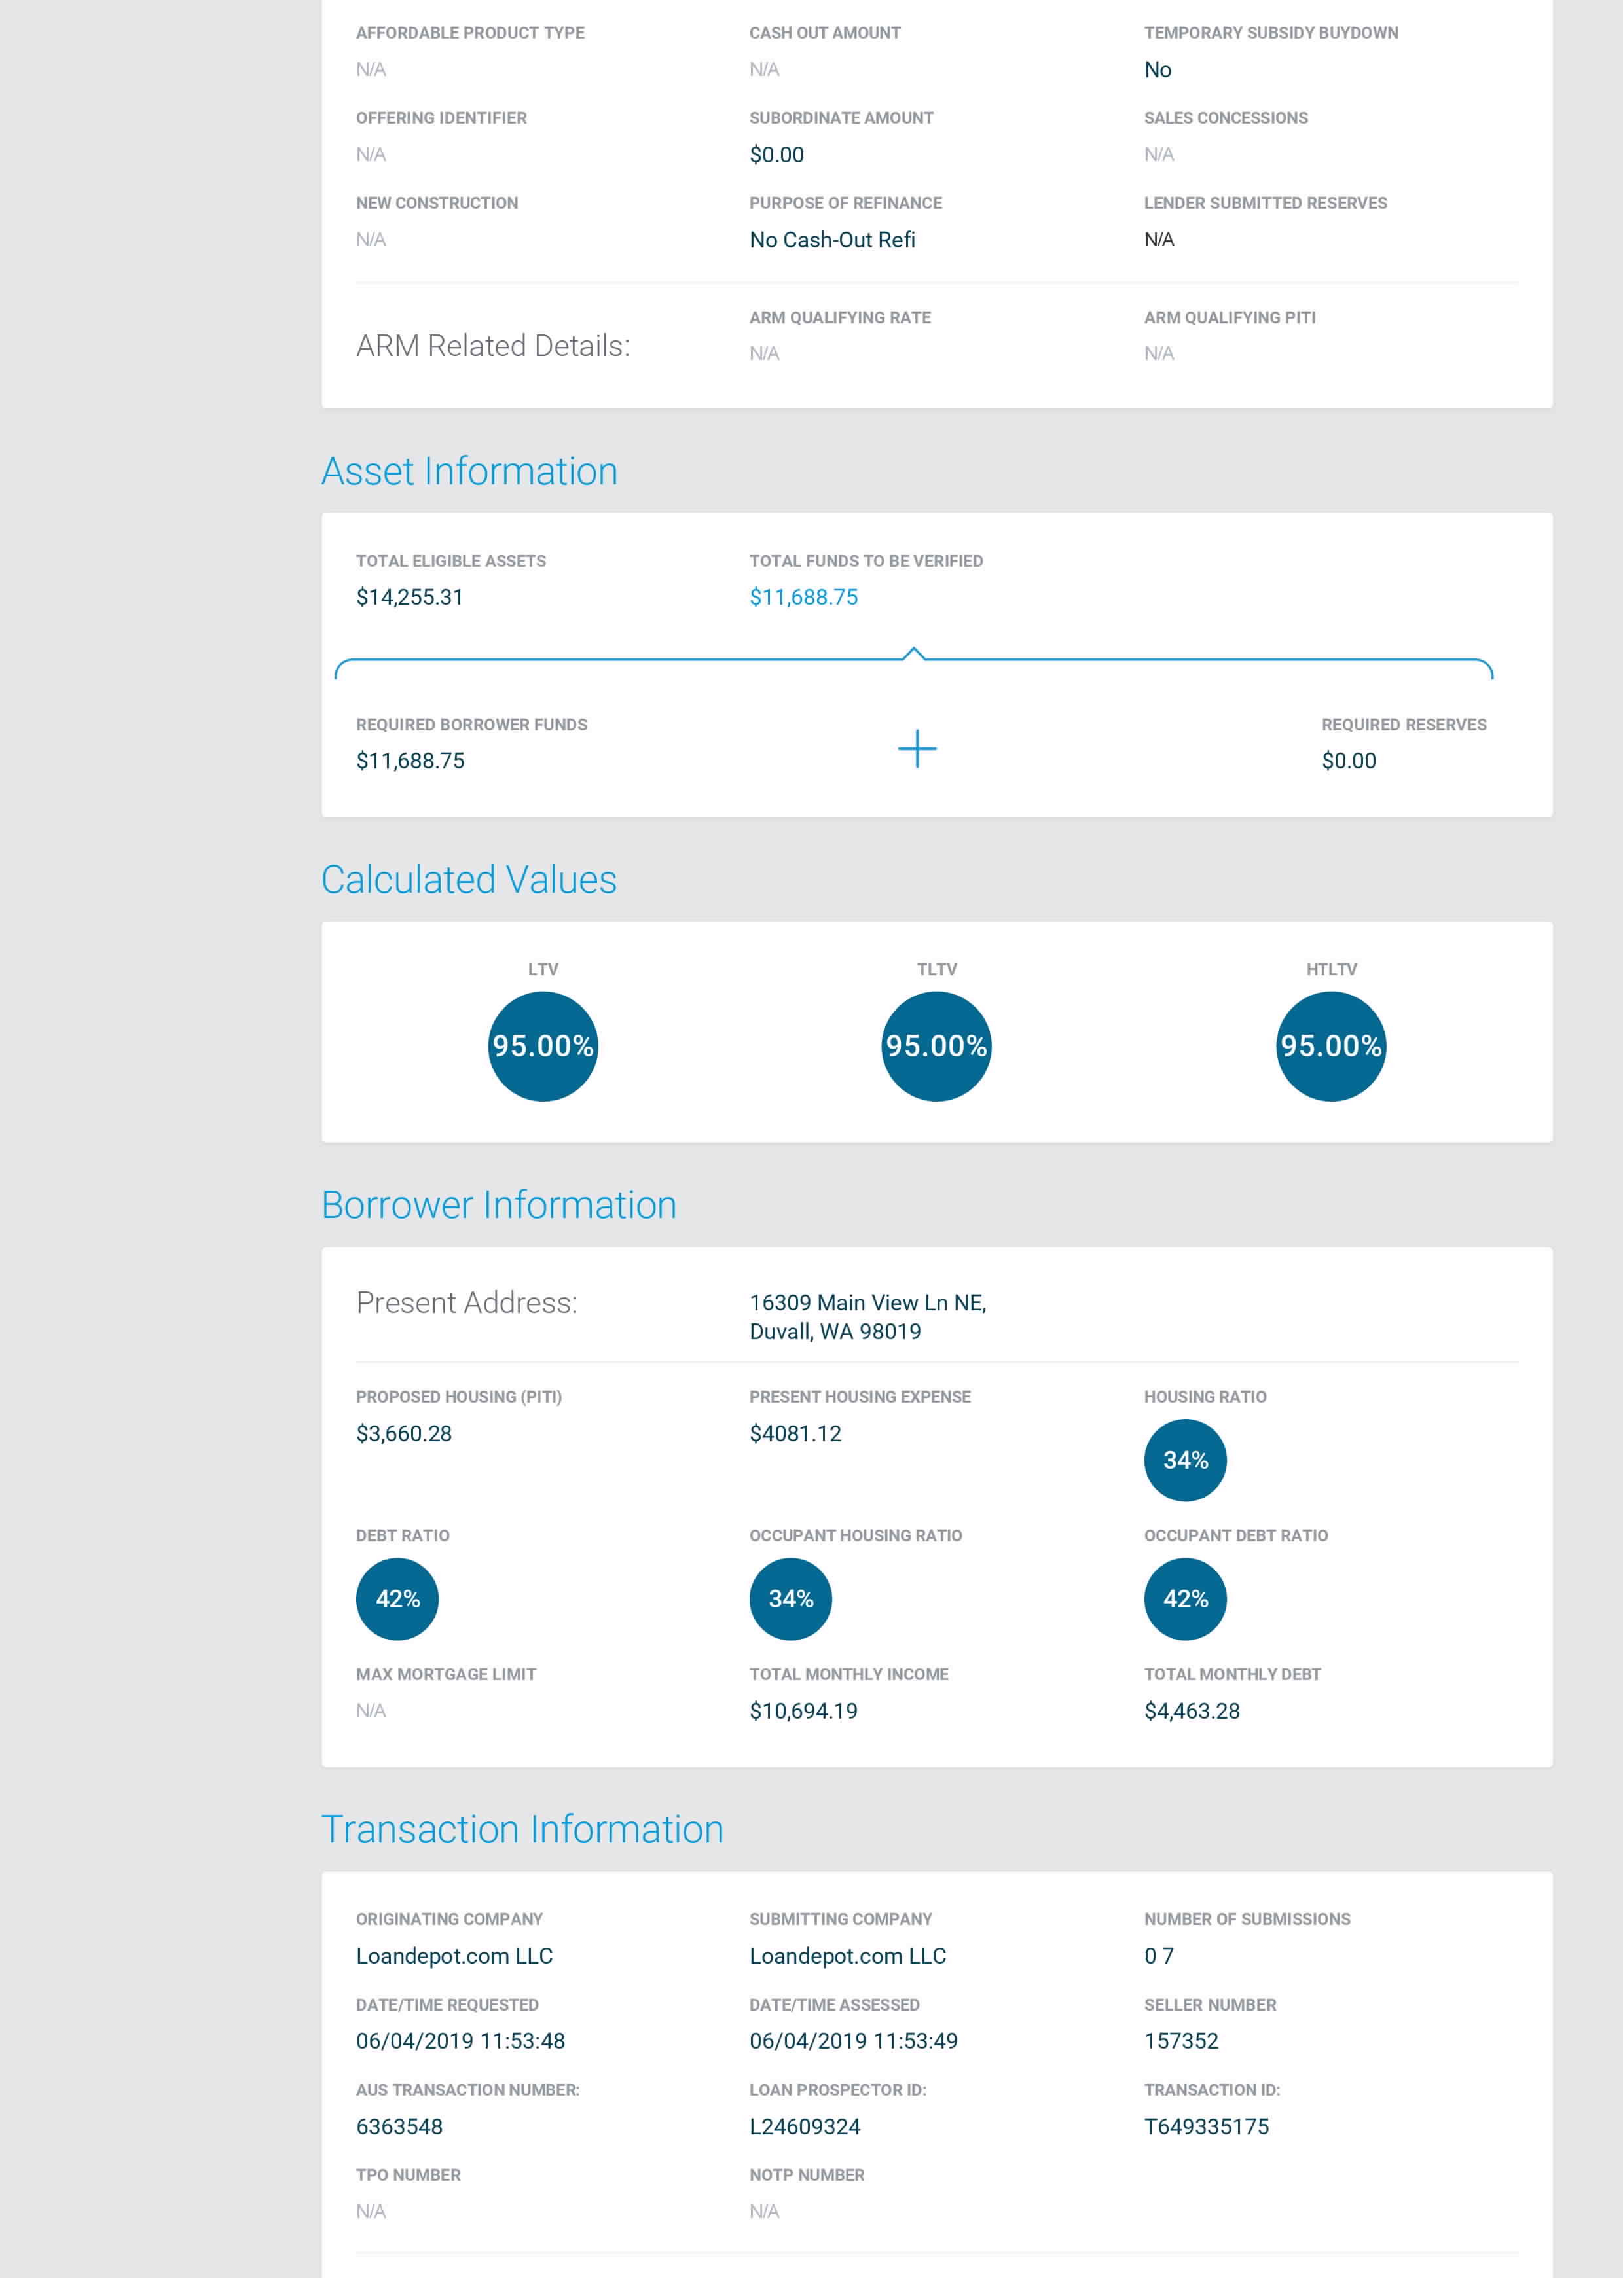 AFFORDABLE PRODUCT TYPE
CASH OUT AMOUNT
TEMPORARY SUBSIDY BUYDOWN
N/A
N/A
No
OFFERING IDENTIFIER
SUBORDINATE AMOUNT
SALES CONCESSIONS
N/A
$0.00
N/A
NEW CONSTRUCTION
PURPOSE OF REFINANCE
LENDER SUBMITTED RESERVES
N/A
No Cash-Out Refi
N/A
ARM Related Details:
ARM QUALIFYING RATE
ARM QUALIFYING PITI
N/A
N/A
Asset Information
TOTAL ELIGIBLE ASSETS
TOTAL FUNDS TO BE VERIFIED
$14,255.31
$11,688.75
REQUIRED BORROWER FUNDS
+
REQUIRED RESERVES
$11,688.75
$0.00
Calculated Values
LTV
TLTV
HTLTV
95.00%
95.00%
95.00%
Borrower Information
Present Address:
16309 Main View Ln NE,
Duvall, WA 98019
PROPOSED HOUSING (PITI)
PRESENT HOUSING EXPENSE
HOUSING RATIO
$3,660.28
$4081.12
34%
DEBT RATIO
OCCUPANT HOUSING RATIO
OCCUPANT DEBT RATIO
42%
34%
42%
MAX MORTGAGE LIMIT
TOTAL MONTHLY INCOME
TOTAL MONTHLY DEBT
N/A
$10,694.19
$4,463.28
Transaction Information
ORIGINATING COMPANY
SUBMITTING COMPANY
NUMBER OF SUBMISSIONS
Loandepot.com LLC
Loandepot.com LLC
0 7
DATE/TIME REQUESTED
DATE/TIME ASSESSED
SELLER NUMBER
06/04/2019 11:53:48
06/04/2019 11:53:49
157352
AUS TRANSACTION NUMBER:
LOAN PROSPECTOR ID:
TRANSACTION ID:
6363548
L24609324
T649335175
TPO NUMBER
NOTP NUMBER
N/A
N/A